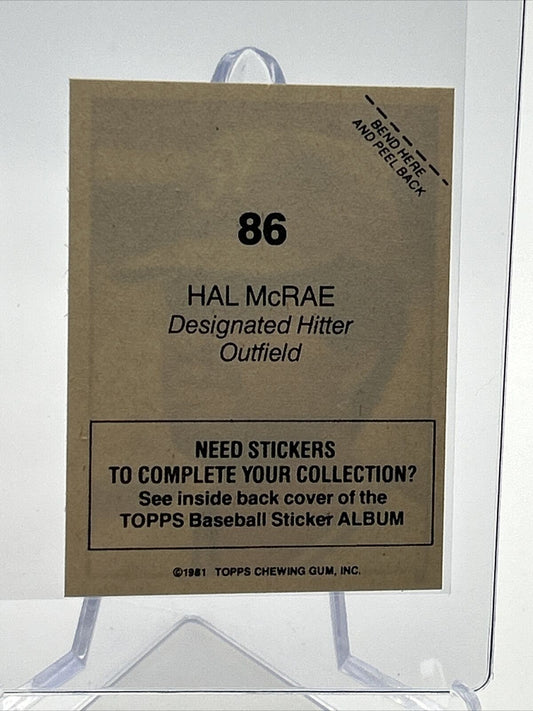 BEND HERE
AND PEEL BACK
86
HAL McRAE
Designated Hitter
Outfield
NEED STICKERS
TO COMPLETE YOUR COLLECTION?
See inside back cover of the
TOPPS Baseball Sticker ALBUM
©1981 TOPPS CHEWING GUM, INC.